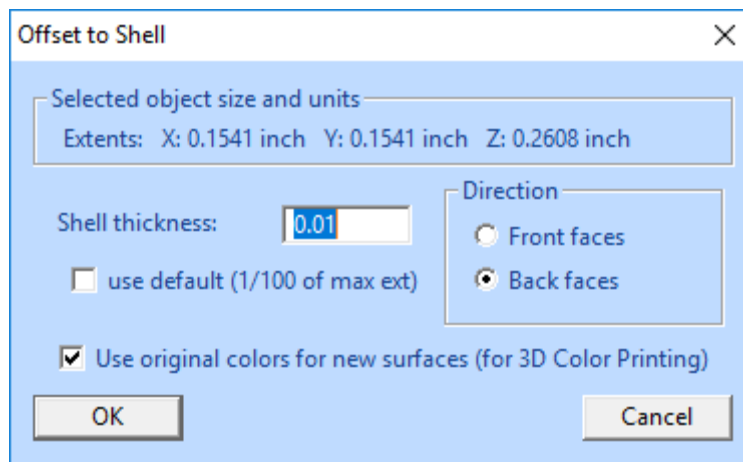 Offset to Shell
Selected object size and units
Extents: X: 0.1541 inch Y: 0.1541 inch Z: 0.2608 inch
Direction
Shell thickness: 0.01
Front faces
use default (1/100 of max ext)
Back faces
Use original colors for new surfaces (for 3D Color Printing)
OK Cancel